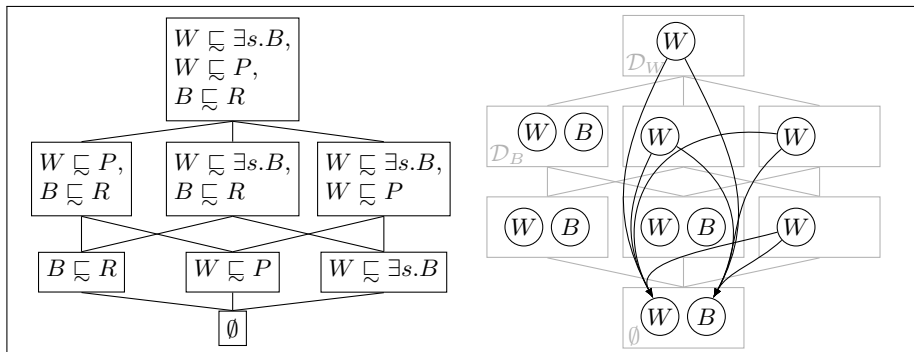 W ⊏∼ ∃s.B,
W ⊏∼ P,
B ⊏∼ R
W ⊏∼ P,
B ⊏∼ R
W ⊏∼ ∃s.B,
B ⊏∼ R
W ⊏∼ ∃s.B,
W ⊏∼ P
B ⊏∼ R
W ⊏∼ P
W ⊏∼ ∃s.B
∅
W
𝒟_W
W B
𝒟_B
W
W
W B
W B
W
W B
∅